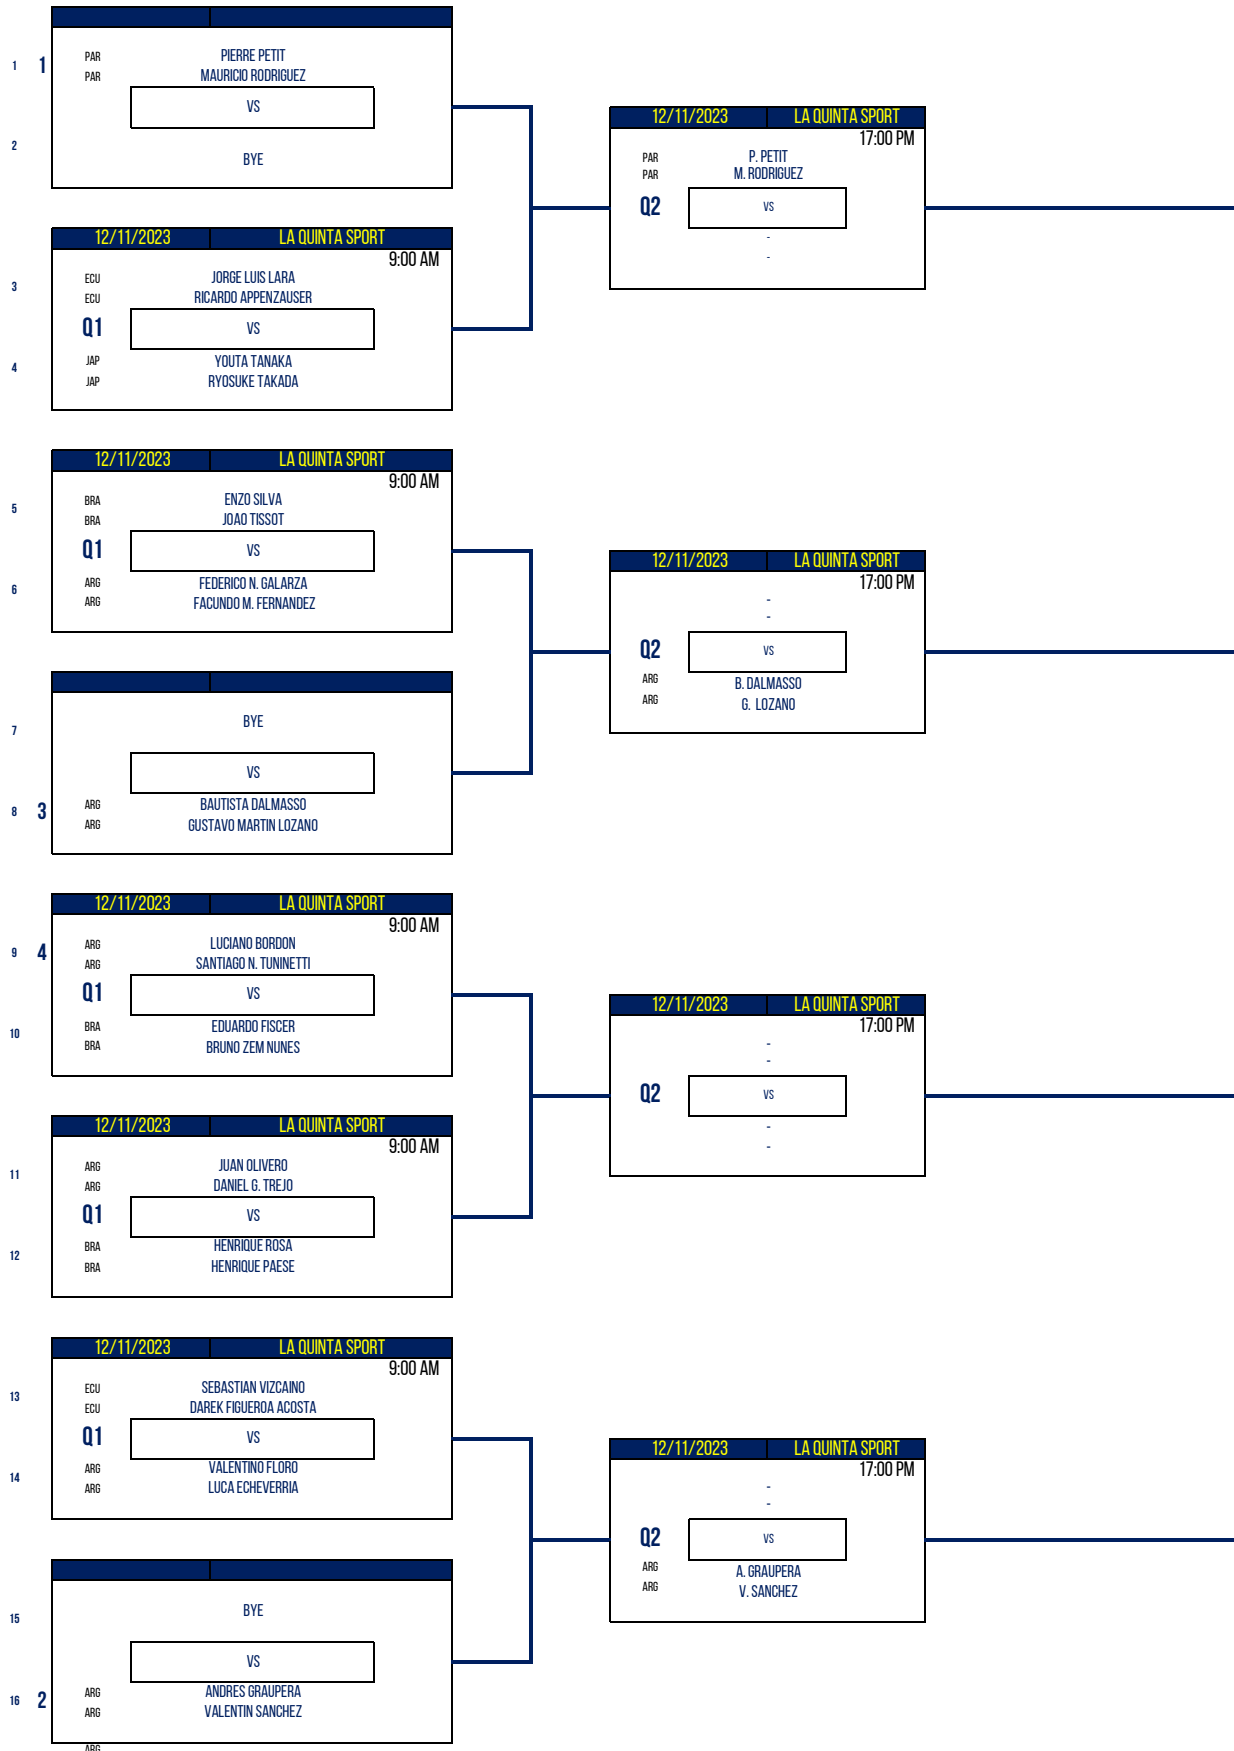 1 1 PAR PIERRE PETIT
PAR MAURICIO RODRIGUEZ
VS
2 BYE
12/11/2023 LA QUINTA SPORT
9:00 AM
3 ECU JORGE LUIS LARA
ECU RICARDO APPENZAUSER
Q1 VS
4 JAP YOUTA TANAKA
JAP RYOSUKE TAKADA
12/11/2023 LA QUINTA SPORT
9:00 AM
5 BRA ENZO SILVA
BRA JOAO TISSOT
Q1 VS
6 ARG FEDERICO N. GALARZA
ARG FACUNDO M. FERNANDEZ
7 BYE
VS
8 3 ARG BAUTISTA DALMASSO
ARG GUSTAVO MARTIN LOZANO
12/11/2023 LA QUINTA SPORT
9:00 AM
9 4 ARG LUCIANO BORDON
ARG SANTIAGO N. TUNINETTI
Q1 VS
10 BRA EDUARDO FISCER
BRA BRUNO ZEM NUNES
12/11/2023 LA QUINTA SPORT
9:00 AM
11 ARG JUAN OLIVERO
ARG DANIEL G. TREJO
Q1 VS
12 BRA HENRIQUE ROSA
BRA HENRIQUE PAESE
12/11/2023 LA QUINTA SPORT
9:00 AM
13 ECU SEBASTIAN VIZCAINO
ECU DAREK FIGUEROA ACOSTA
Q1 VS
14 ARG VALENTINO FLORO
ARG LUCA ECHEVERRIA
15 BYE
VS
16 2 ARG ANDRES GRAUPERA
ARG VALENTIN SANCHEZ
ARG
12/11/2023 LA QUINTA SPORT
17:00 PM
PAR P. PETIT
PAR M. RODRIGUEZ
Q2 VS
-
-
12/11/2023 LA QUINTA SPORT
17:00 PM
-
-
Q2 VS
ARG B. DALMASSO
ARG G. LOZANO
12/11/2023 LA QUINTA SPORT
17:00 PM
-
-
Q2 VS
-
-
12/11/2023 LA QUINTA SPORT
17:00 PM
-
-
Q2 VS
ARG A. GRAUPERA
ARG V. SANCHEZ